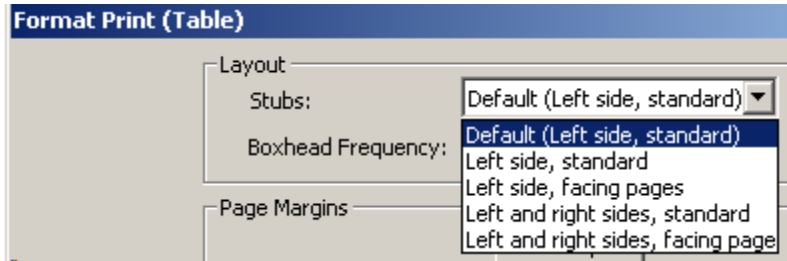 Format Print (Table)
Layout
Stubs: Default (Left side, standard)
Default (Left side, standard)
Boxhead Frequency:
Left side, standard
Left side, facing pages
Page Margins
Left and right sides, standard
Left and right sides, facing page